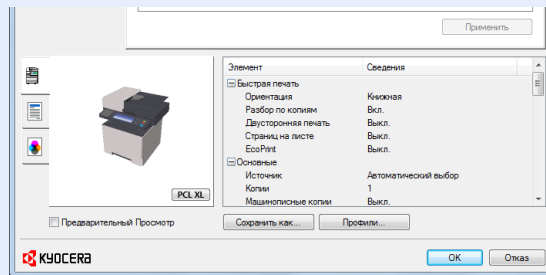 Применить
Элемент Сведения
Быстрая печать
Ориентация Книжная
Разбор по копиям Вкл.
Двусторонняя печать Выкл.
Страниц на листе Выкл.
EcoPrint Выкл.
Основные
Источник Автоматический выбор
Копии 1
Машинописные копии Выкл.
PCL XL
Предварительный Просмотр Сохранить как... Профили...
KYOCERA OK Отказ